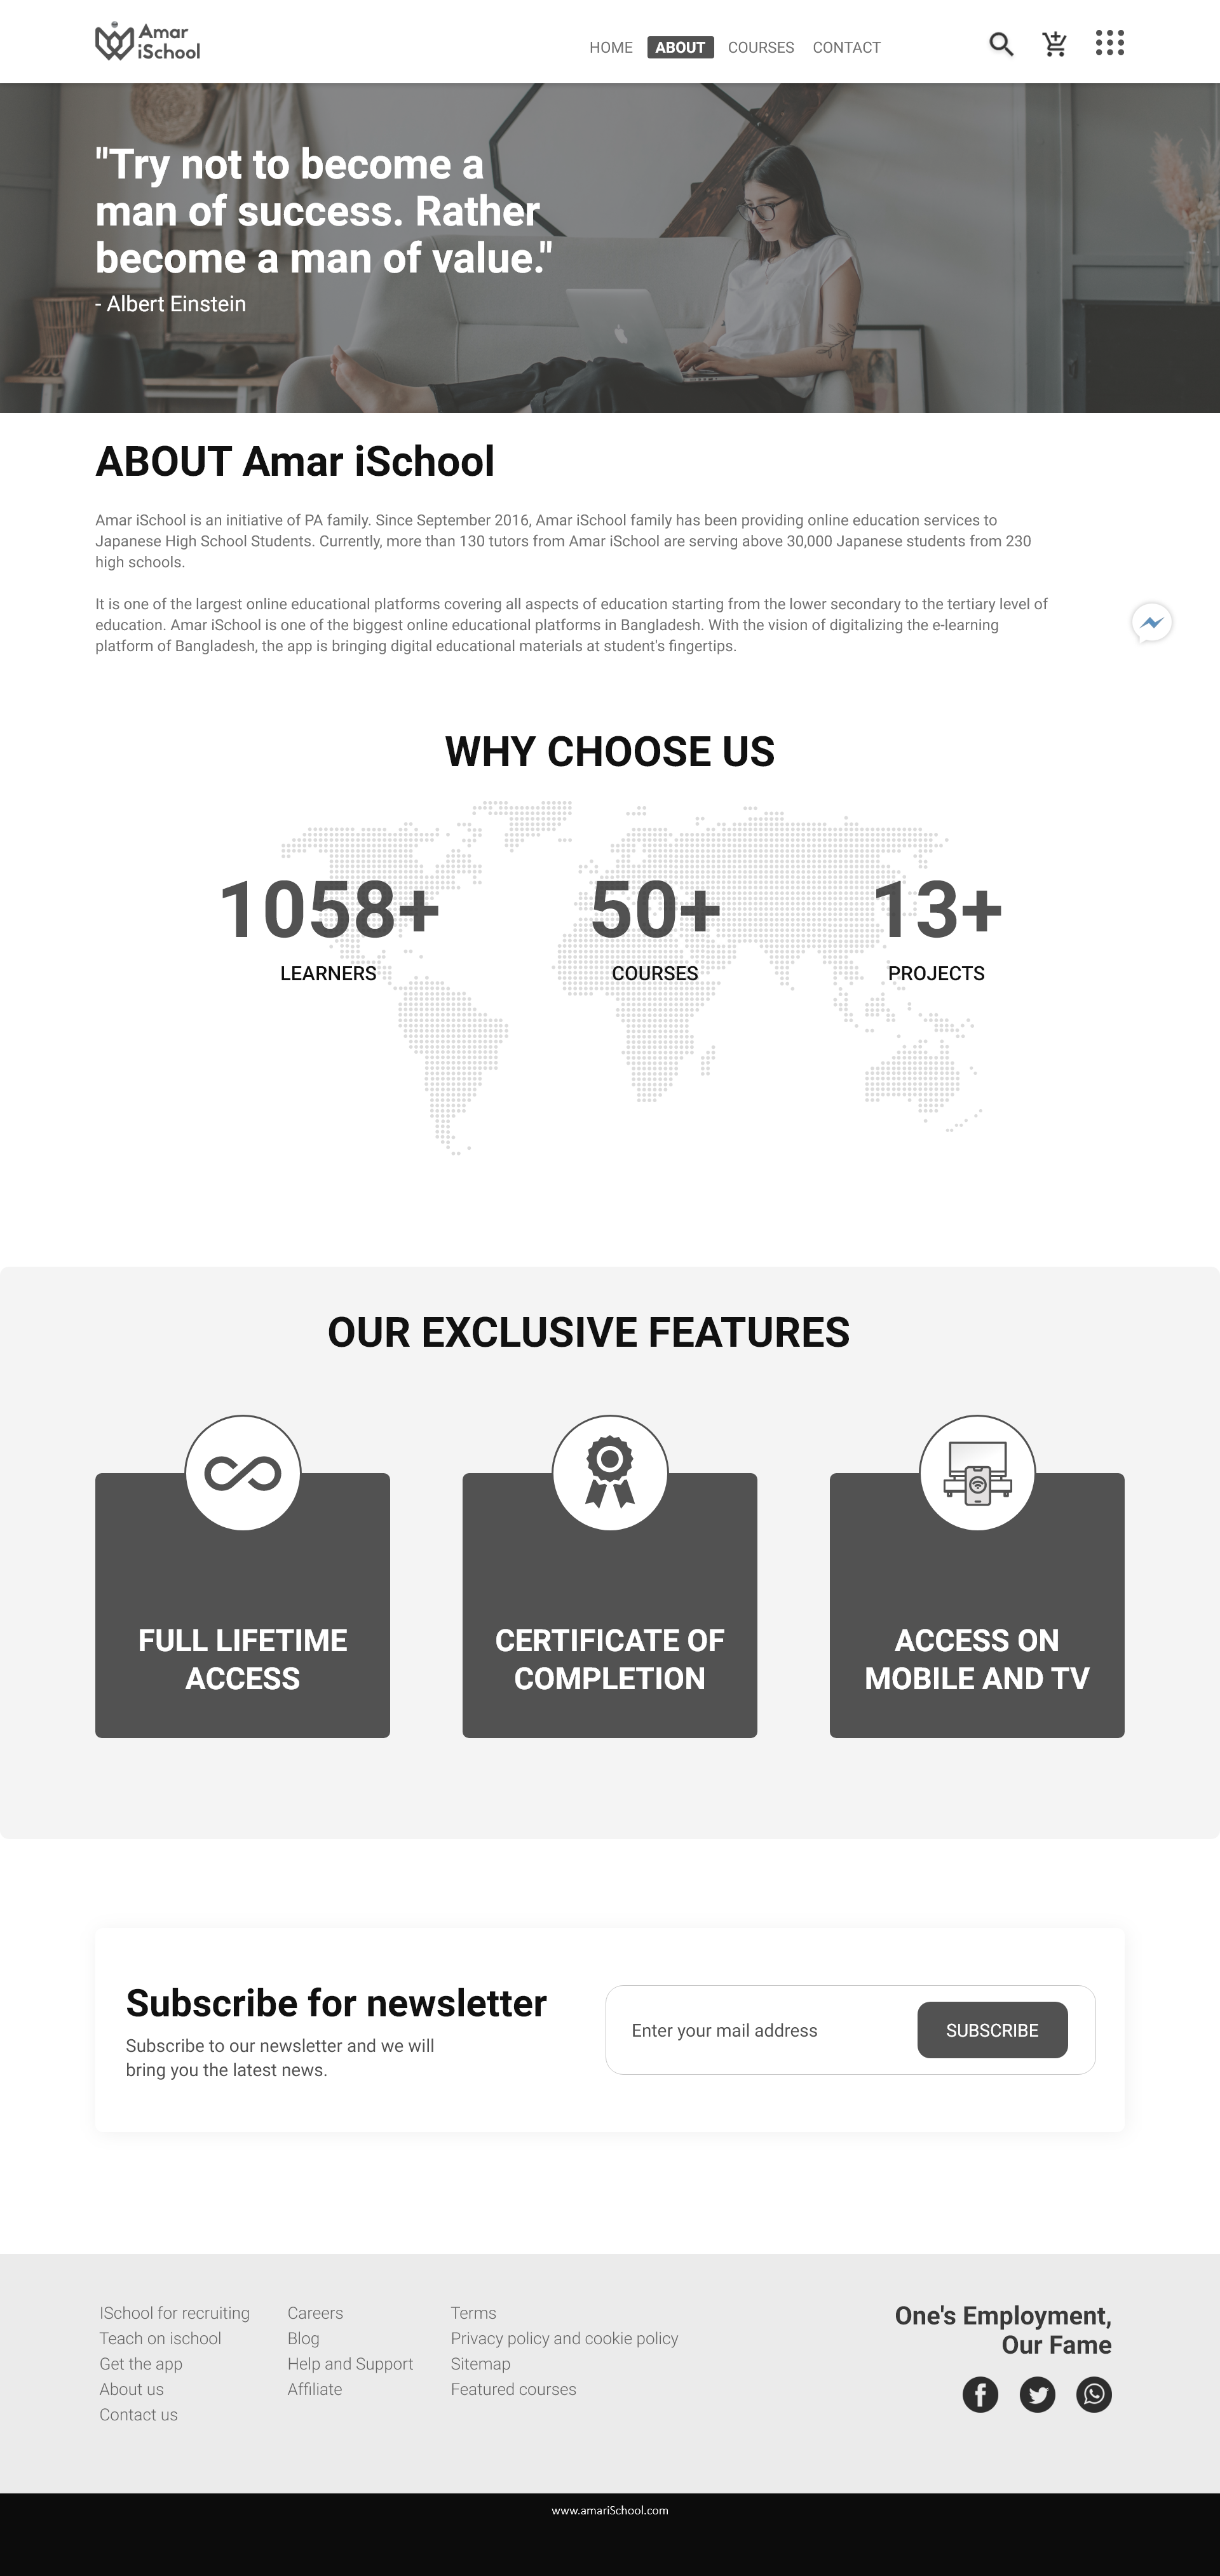 Amar
iSchool
HOME ABOUT COURSES CONTACT
"Try not to become a
man of success. Rather
become a man of value."
- Albert Einstein
ABOUT Amar iSchool
Amar iSchool is an initiative of PA family. Since September 2016, Amar iSchool family has been providing online education services to
Japanese High School Students. Currently, more than 130 tutors from Amar iSchool are serving above 30,000 Japanese students from 230
high schools.
It is one of the largest online educational platforms covering all aspects of education starting from the lower secondary to the tertiary level of
education. Amar iSchool is one of the biggest online educational platforms in Bangladesh. With the vision of digitalizing the e-learning
platform of Bangladesh, the app is bringing digital educational materials at student's fingertips.
WHY CHOOSE US
1058+ 50+ 13+
LEARNERS COURSES PROJECTS
OUR EXCLUSIVE FEATURES
FULL LIFETIME
ACCESS
CERTIFICATE OF
COMPLETION
ACCESS ON
MOBILE AND TV
Subscribe for newsletter
Subscribe to our newsletter and we will
bring you the latest news.
Enter your mail address
SUBSCRIBE
ISchool for recruiting
Teach on ischool
Get the app
About us
Contact us
Careers
Blog
Help and Support
Affiliate
Terms
Privacy policy and cookie policy
Sitemap
Featured courses
One's Employment,
Our Fame
www.amariSchool.com